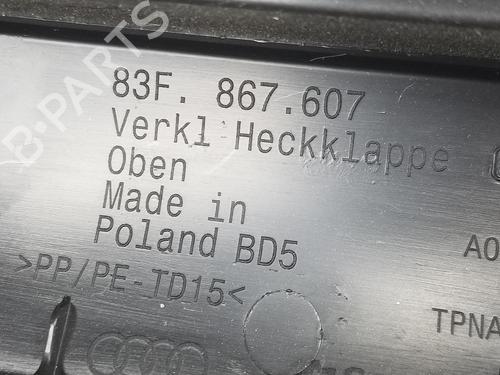 B-PARTS
83F. 867.607
Verkl Heckklappe
Oben
Made in
Poland BD5
A0
>PP/PE-TD15<
TPNA